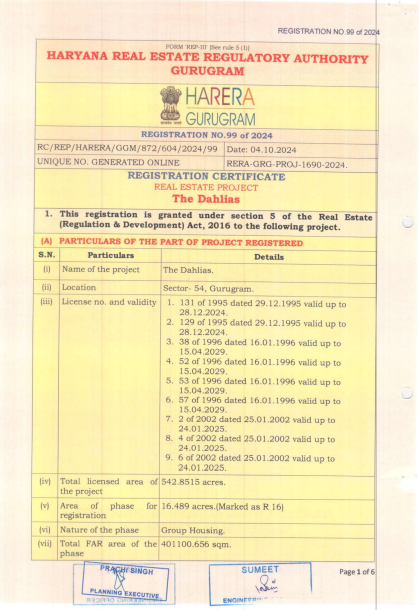 REGISTRATION NO.99 of 2024
FORM 'REP-III' [See rule 5 (1)]
HARYANA REAL ESTATE REGULATORY AUTHORITY
GURUGRAM
HARERA
GURUGRAM
REGISTRATION NO.99 of 2024
RC/REP/HARERA/GGM/872/604/2024/99 Date: 04.10.2024
UNIQUE NO. GENERATED ONLINE RERA-GRG-PROJ-1690-2024.
REGISTRATION CERTIFICATE
REAL ESTATE PROJECT
The Dahlias
1. This registration is granted under section 5 of the Real Estate
(Regulation & Development) Act, 2016 to the following project.
(A) PARTICULARS OF THE PART OF PROJECT REGISTERED
S.N. Particulars Details
(i) Name of the project The Dahlias.
(ii) Location Sector- 54, Gurugram.
(iii) License no. and validity 1. 131 of 1995 dated 29.12.1995 valid up to
28.12.2024.
2. 129 of 1995 dated 29.12.1995 valid up to
28.12.2024.
3. 38 of 1996 dated 16.01.1996 valid up to
15.04.2029.
4. 52 of 1996 dated 16.01.1996 valid up to
15.04.2029.
5. 53 of 1996 dated 16.01.1996 valid up to
15.04.2029.
6. 57 of 1996 dated 16.01.1996 valid up to
15.04.2029.
7. 2 of 2002 dated 25.01.2002 valid up to
24.01.2025.
8. 4 of 2002 dated 25.01.2002 valid up to
24.01.2025.
9. 6 of 2002 dated 25.01.2002 valid up to
24.01.2025.
(iv) Total licensed area of 542.8515 acres.
the project
(v) Area of phase for 16.489 acres.(Marked as R 16)
registration
(vi) Nature of the phase Group Housing.
(vii) Total FAR area of the 401100.656 sqm.
phase
PRACHI SINGH
PLANNING EXECUTIVE
SUMEET
Page 1 of 6